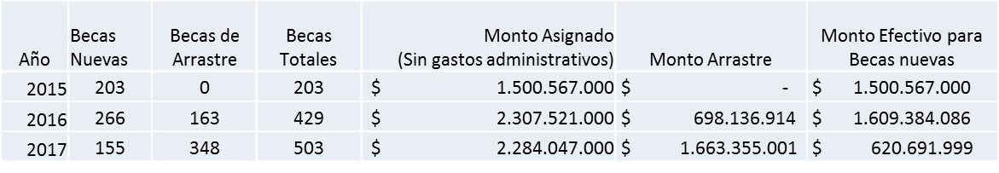 Año Becas Nuevas Becas de Arrastre Becas Totales Monto Asignado (Sin gastos administrativos) Monto Arrastre Monto Efectivo para Becas nuevas
2015 203 0 203 $ 1.500.567.000 $ - $ 1.500.567.000
2016 266 163 429 $ 2.307.521.000 $ 698.136.914 $ 1.609.384.086
2017 155 348 503 $ 2.284.047.000 $ 1.663.355.001 $ 620.691.999